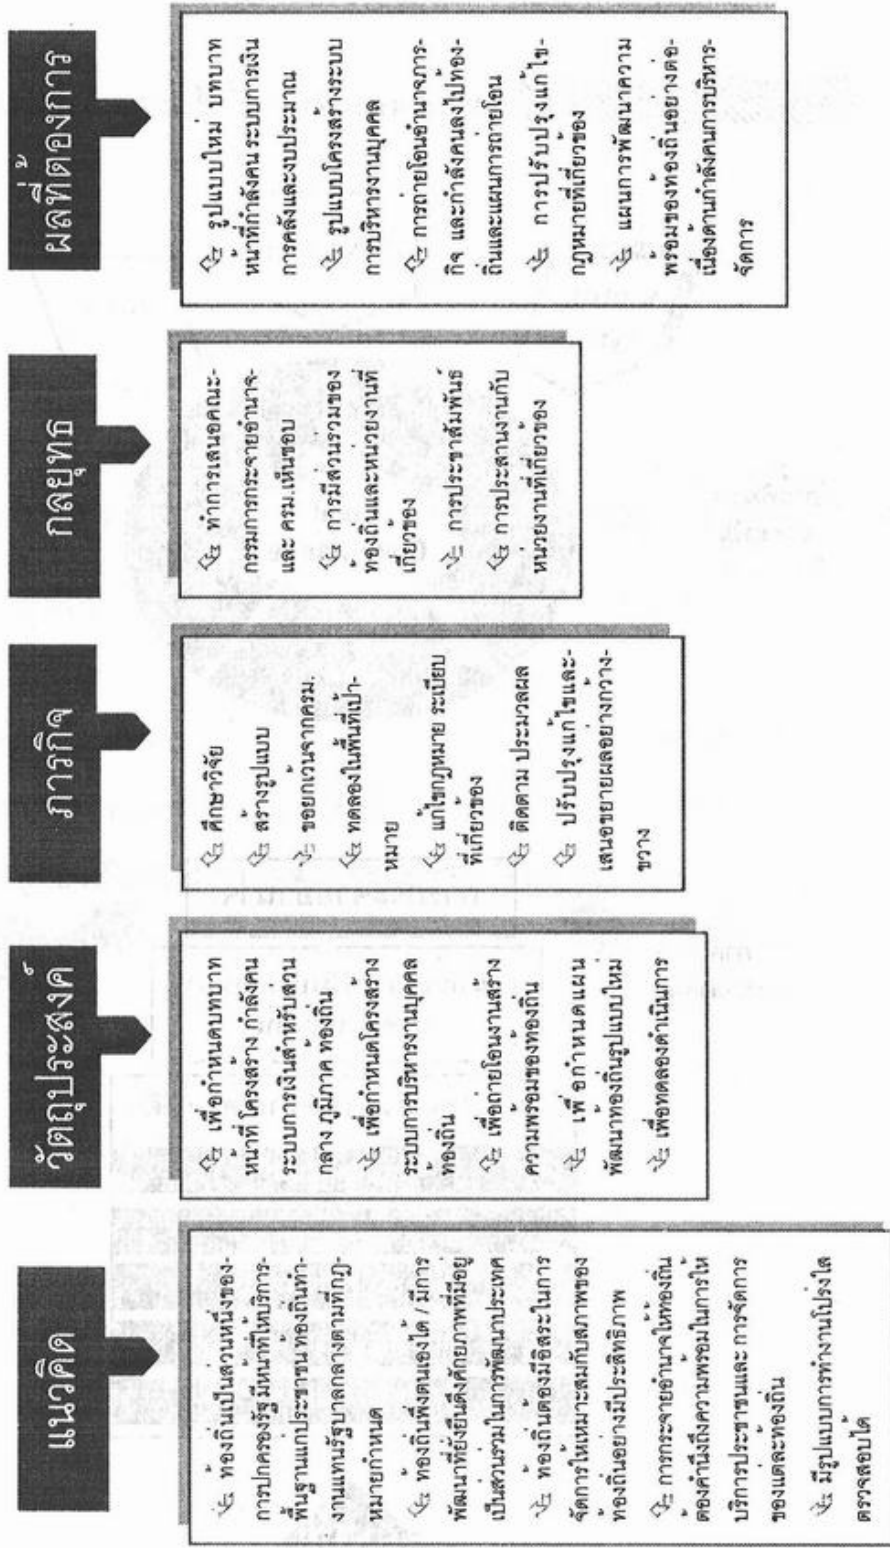 แนวคิด
ท้องถิ่นเป็นส่วนหนึ่งของ-
การปกครองรัฐ มีหน้าที่ให้บริการ-
พื้นฐานแก่ประชาชน ท้องถิ่นทำ-
งานแทนรัฐบาลกลางตามที่กฎ-
หมายกำหนด
ท้องถิ่นพึ่งตนเองได้ / มีการ
พัฒนาที่ยั่งยืนดึงศักยภาพที่มีอยู่
เป็นส่วนรวมในการพัฒนาประเทศ
ท้องถิ่นต้องมีอิสระในการ
จัดการให้เหมาะสมกับสภาพของ
ท้องถิ่นอย่างมีประสิทธิภาพ
การกระจายอำนาจให้ท้องถิ่น
ต้องคำนึงถึงความพร้อมในการให้
บริการประชาชนและ การจัดการ
ของแต่ละท้องถิ่น
มีรูปแบบการทำงานโปร่งใส
ตรวจสอบได้
วัตถุประสงค์
เพื่อกำหนดบทบาท
หน้าที่ โครงสร้าง กำลังคน
ระบบการเงินสำหรับส่วน
กลาง ภูมิภาค ท้องถิ่น
เพื่อกำหนดโครงสร้าง
ระบบการบริหารงานบุคคล
ท้องถิ่น
เพื่อถ่ายโอนงานสร้าง
ความพร้อมของท้องถิ่น
เพื่อกำหนดแผน
พัฒนาท้องถิ่นรูปแบบใหม่
เพื่อทดลองดำเนินการ
ภารกิจ
ศึกษาวิจัย
สร้างรูปแบบ
ขอยกเว้นจากครม.
ทดลองในพื้นที่เป้า-
หมาย
แก้ไขกฎหมาย ระเบียบ
ที่เกี่ยวข้อง
ติดตาม ประมวลผล
ปรับปรุงแก้ไขและ-
เสนอขยายผลอย่างกว้าง-
ขวาง
กลยุทธ
ทำการเสนอคณะ-
กรรมการกระจายอำนาจ-
และ ครม.เห็นชอบ
การมีส่วนร่วมของ
ท้องถิ่นและหน่วยงานที่
เกี่ยวข้อง
การประชาสัมพันธ์
การประสานงานกับ
หน่วยงานที่เกี่ยวข้อง
ผลที่ต้องการ
รูปแบบใหม่ บทบาท
หน้าที่กำลังคน ระบบการเงิน
การคลังและงบประมาณ
รูปแบบโครงสร้างระบบ
การบริหารงานบุคคล
การถ่ายโอนอำนาจภาร-
กิจ และกำลังคนลงไปท้อง-
ถิ่นและแผนการถ่ายโอน
การปรับปรุงแก้ไข-
กฎหมายที่เกี่ยวข้อง
แผนการพัฒนาความ
พร้อมของท้องถิ่นอย่างต่อ-
เนื่องด้านกำลังคนการบริหาร-
จัดการ